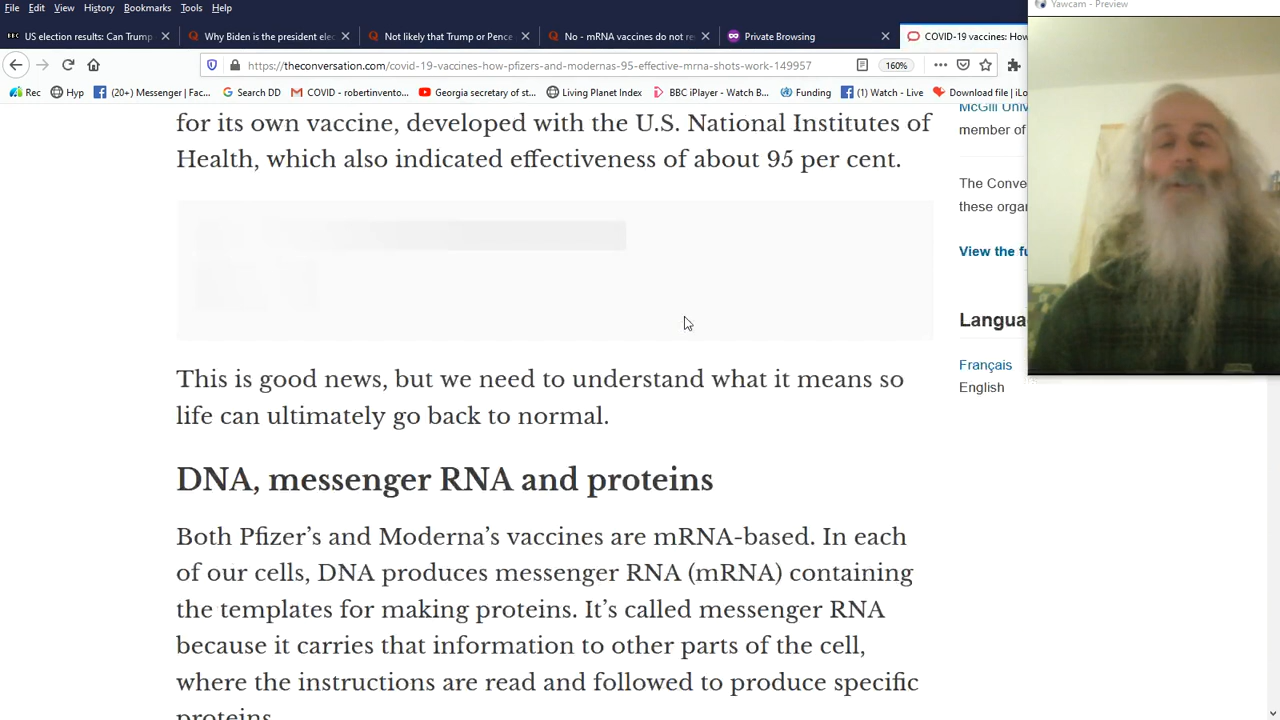 File Edit View History Bookmarks Tools Help
Yawcam - Preview
US election results: Can Trump
Why Biden is the president ele
Not likely that Trump or Pence
No - mRNA vaccines do not re
Private Browsing
COVID-19 vaccines: How
https://theconversation.com/covid-19-vaccines-how-pfizers-and-modernas-95-effective-mrna-shots-work-149957
160%
Rec Hyp (20+) Messenger | Fac... Search DD COVID - robertinvento... Georgia secretary of st... Living Planet Index BBC iPlayer - Watch B... Funding (1) Watch - Live Download file | iLo
for its own vaccine, developed with the U.S. National Institutes of
Health, which also indicated effectiveness of about 95 per cent.
This is good news, but we need to understand what it means so
life can ultimately go back to normal.
DNA, messenger RNA and proteins
Both Pfizer’s and Moderna’s vaccines are mRNA-based. In each
of our cells, DNA produces messenger RNA (mRNA) containing
the templates for making proteins. It’s called messenger RNA
because it carries that information to other parts of the cell,
where the instructions are read and followed to produce specific
proteins.
McGill Univ
member of
The Conve
these organ
View the fu
Langua
Français
English